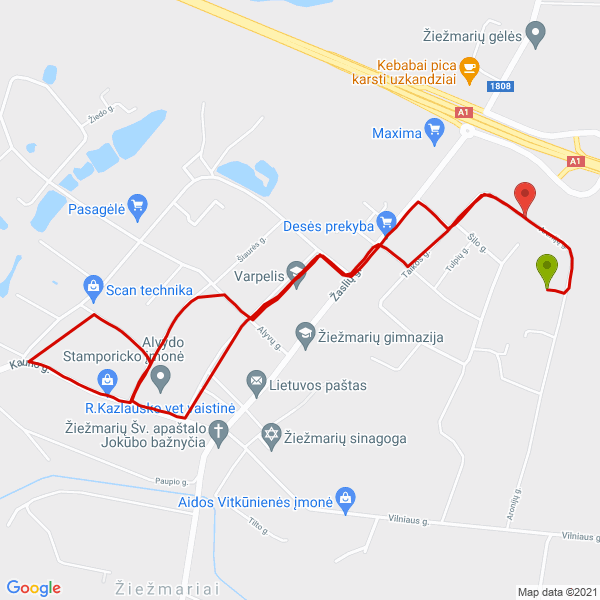 Žiežmarių gėlės
Kebabai pica
karsti uzkandziai
1808
A1
Maxima
A1
Žiedo g.
Pasagėlė
Desės prekyba
Šiaurės g.
Šilo g.
Tulpių g.
Taikos g.
Varpelis
Žaslių g.
Scan technika
Alyvų g.
Žiežmarių gimnazija
Alvydo
Stamporicko įmonė
Kauno g.
Lietuvos paštas
R.Kazlausko vet vaistinė
Žiežmarių Šv. apaštalo
Jokūbo bažnyčia
Žiežmarių sinagoga
Paupio g.
Aronijų g.
Aidos Vitkūnienės įmonė
Vilniaus g.
Tilto g.
Vilniaus g.
Žiežmariai
Google
Map data ©2021